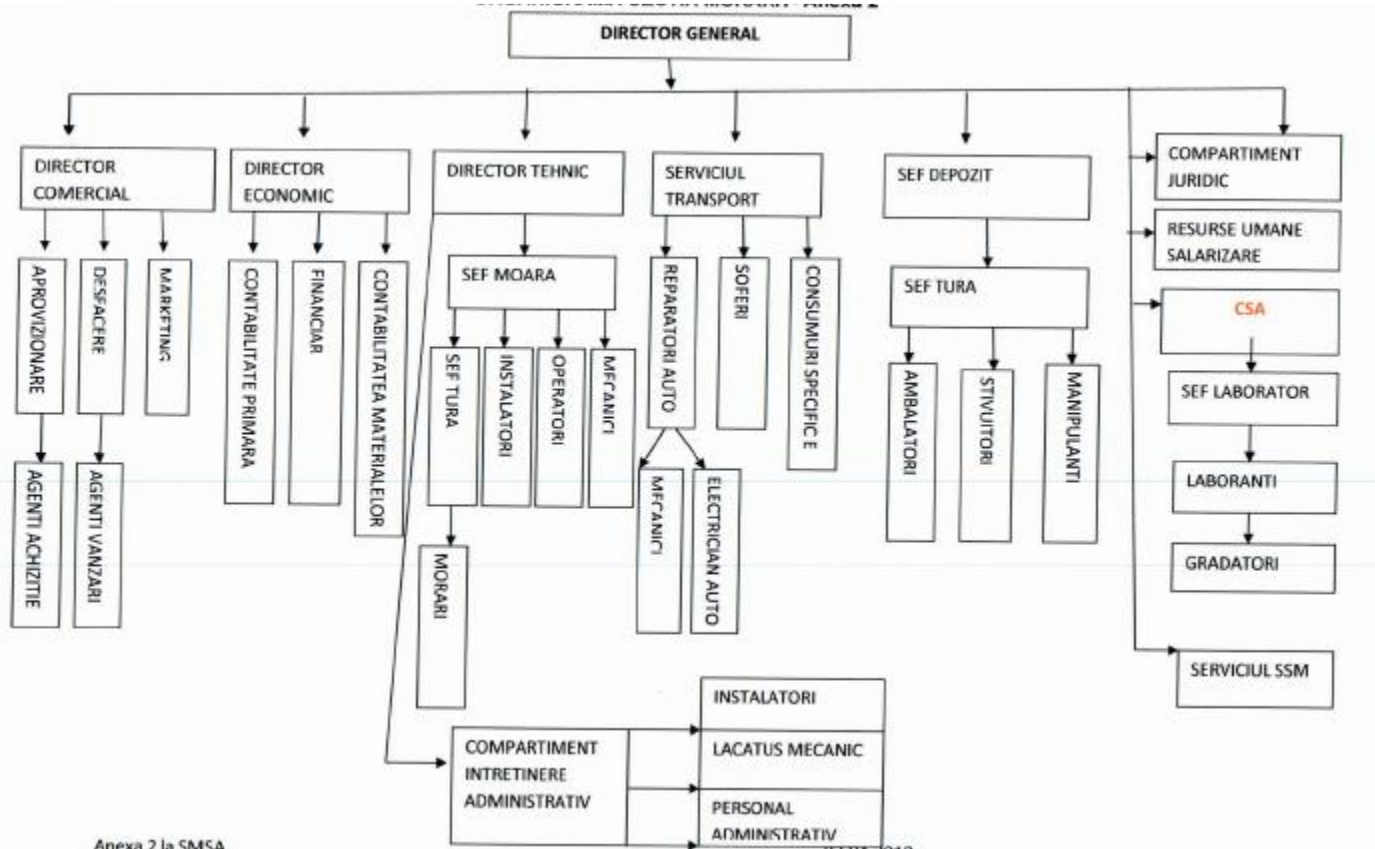 Anexa 2
DIRECTOR GENERAL
DIRECTOR
COMERCIAL
DIRECTOR
ECONOMIC
DIRECTOR TEHNIC
SERVICIUL
TRANSPORT
SEF DEPOZIT
COMPARTIMENT
JURIDIC
RESURSE UMANE
SALARIZARE
CSA
SEF LABORATOR
LABORANTI
GRADATORI
SERVICIUL SSM
APROVIZIONARE
DESFACERE
MARKETING
AGENTI ACHIZITIE
AGENTI VANZARI
CONTABILITATE PRIMARA
FINANCIAR
CONTABILITATEA MATERIALELOR
SEF MOARA
SEF TURA
INSTALATORI
OPERATORI
MECANICI
MORARI
REPARATORI AUTO
SOFERI
CONSUMURI SPECIFIC E
MECANICI
ELECTRICIAN AUTO
SEF TURA
AMBALATORI
STIVUITORI
MANIPULANTI
COMPARTIMENT
INTRETINERE
ADMINISTRATIV
INSTALATORI
LACATUS MECANIC
PERSONAL
ADMINISTRATIV
Anexa 2 la SMSA